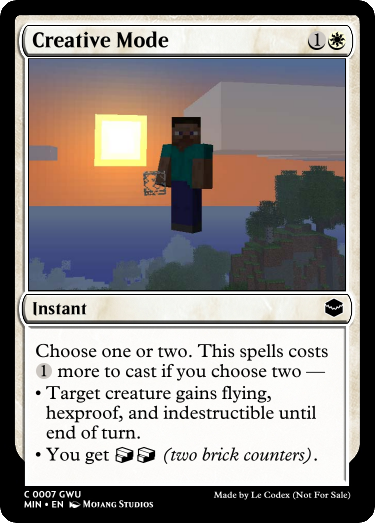 Creative Mode 1
Instant
Choose one or two. This spells costs
1 more to cast if you choose two —
• Target creature gains flying,
hexproof, and indestructible until
end of turn.
• You get (two brick counters).
C 0007 GWU
MIN • EN Mojang Studios
Made by Le Codex (Not For Sale)